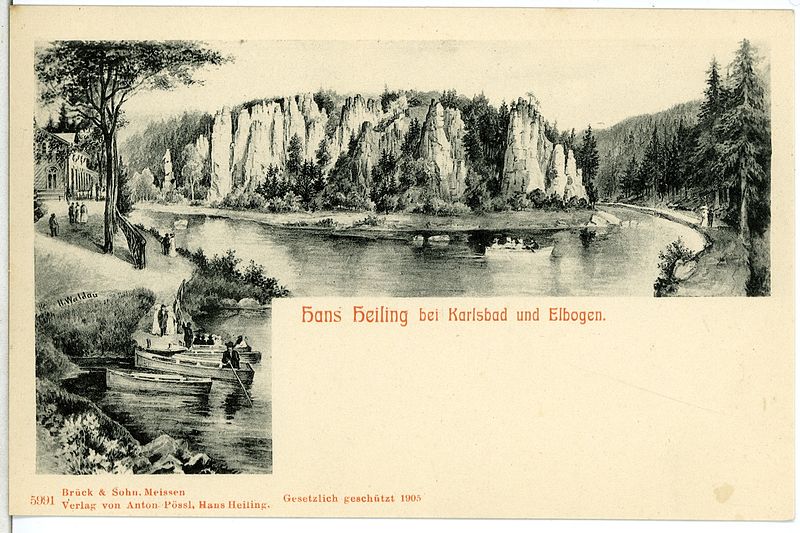 H. Waldau
Hans Heiling bei Karlsbad und Elbogen.
5991 Brück & Sohn, Meissen
Verlag von Anton Pössl, Hans Heiling.
Gesetzlich geschützt 1905